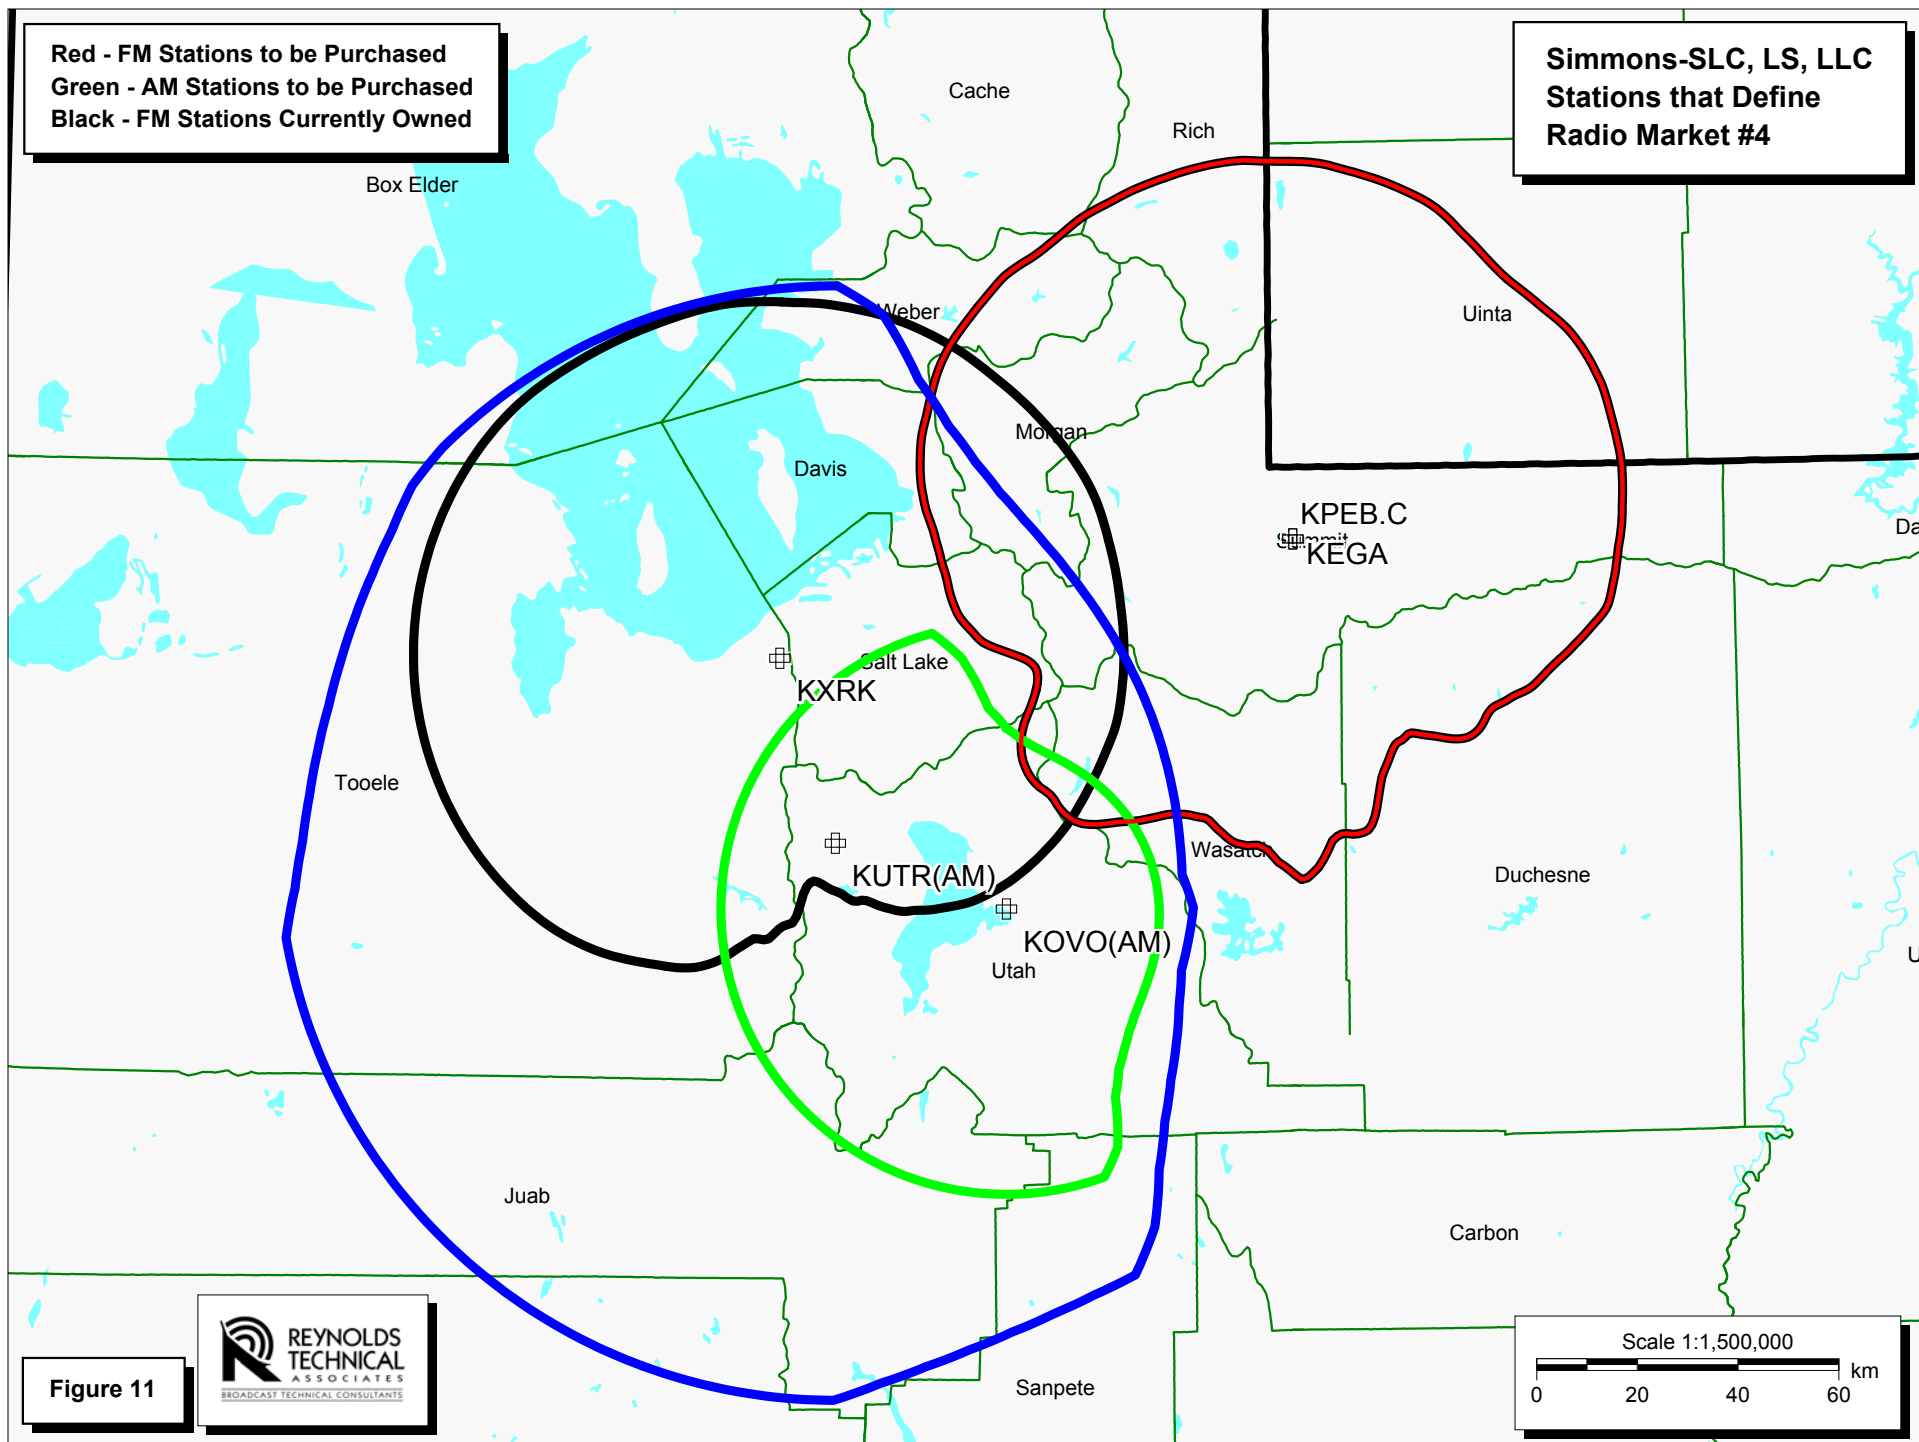 Red - FM Stations to be Purchased
Green - AM Stations to be Purchased
Black - FM Stations Currently Owned
Simmons-SLC, LS, LLC
Stations that Define
Radio Market #4
Cache
Rich
Box Elder
Weber
Uinta
Morgan
Davis
KPEB.C
Summit
KEGA
Da
Salt Lake
KXRK
Tooele
KUTR(AM)
Wasatch
Duchesne
KOVO(AM)
Utah
U
Juab
Carbon
Sanpete
Figure 11
REYNOLDS
TECHNICAL
ASSOCIATES
BROADCAST TECHNICAL CONSULTANTS
Scale 1:1,500,000
km
0 20 40 60